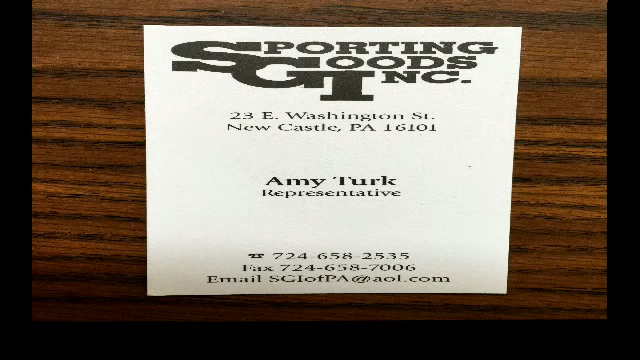 SPORTING
GOODS
INC.
23 E. Washington St.
New Castle, PA 16101
Amy Turk
Representative
☎ 724-658-2535
Fax 724-658-7006
Email SGIofPA@aol.com